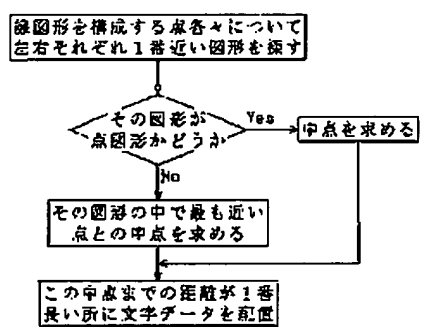 線図形を構成する点各々について
左右それぞれ1番近い図形を探す
その図形が
点図形かどうか
Yes
中点を求める
No
その図形の中で最も近い
点との中点を求める
この中点までの距離が1番
長い所に文字データを配置